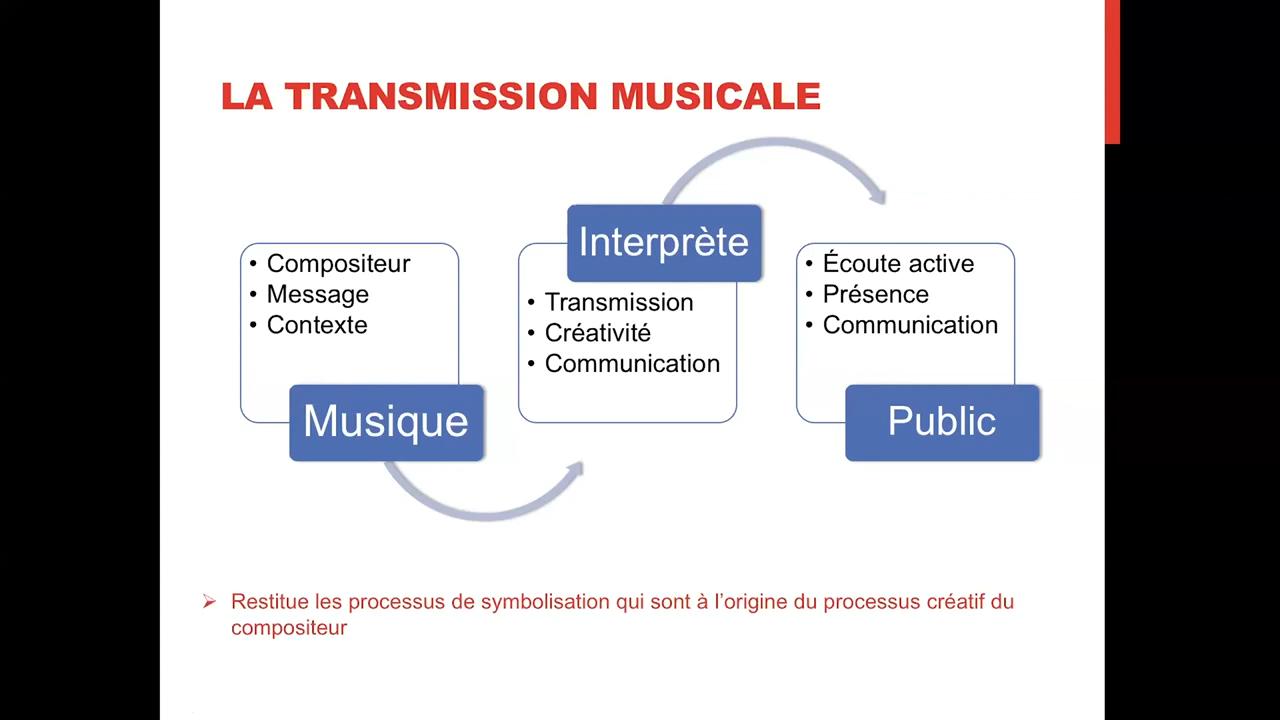 LA TRANSMISSION MUSICALE
• Compositeur
• Message
• Contexte
Musique
Interprète
• Transmission
• Créativité
• Communication
• Écoute active
• Présence
• Communication
Public
➢ Restitue les processus de symbolisation qui sont à l’origine du processus créatif du
compositeur